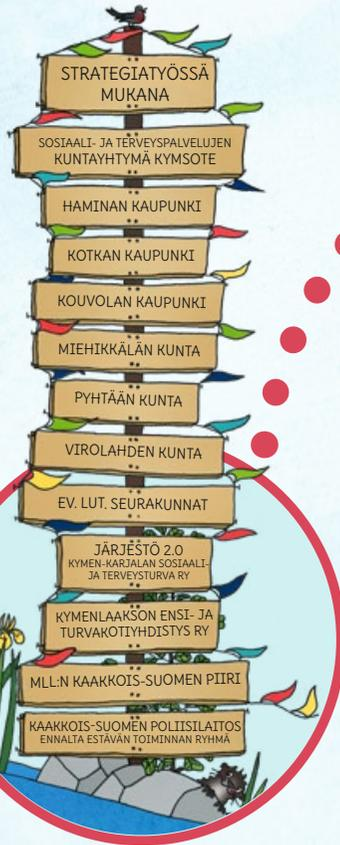 STRATEGIATYÖSSÄ
MUKANA
SOSIAALI- JA TERVEYSPALVELUJEN
KUNTAYHTYMÄ KYMSOTE
HAMINAN KAUPUNKI
KOTKAN KAUPUNKI
KOUVOLAN KAUPUNKI
MIEHIKKÄLÄN KUNTA
PYHTÄÄN KUNTA
VIROLAHDEN KUNTA
EV. LUT. SEURAKUNNAT
JÄRJESTÖ 2.0
KYMEN-KARJALAN SOSIAALI-
JA TERVEYSTURVA RY
KYMENLAAKSON ENSI- JA
TURVAKOTIYHDISTYS RY
MLL:N KAAKKOIS-SUOMEN PIIRI
KAAKKOIS-SUOMEN POLIISILAITOS
ENNALTA ESTÄVÄN TOIMINNAN RYHMÄ